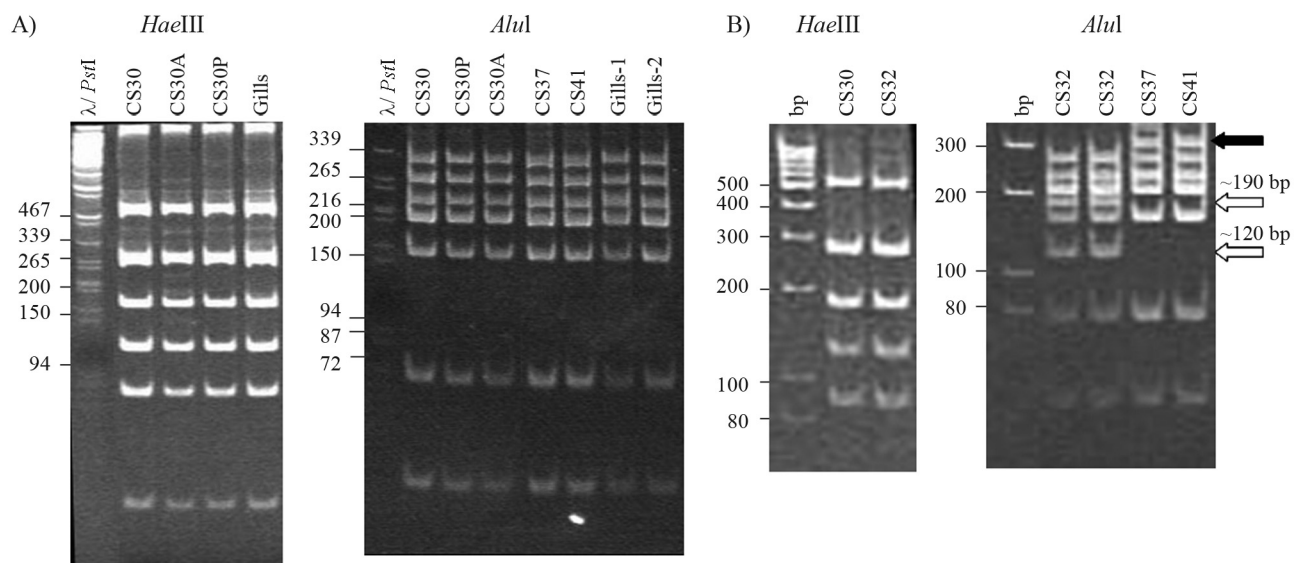 A)
HaeIII
λ/ PstI
CS30
CS30A
CS30P
Gills
467
339
265
200
150
94
AluI
λ/ PstI
CS30
CS30P
CS30A
CS37
CS41
Gills-1
Gills-2
339
265
216
200
150
94
87
72
B)
HaeIII
bp
CS30
CS32
500
400
300
200
100
80
AluI
bp
CS32
CS32
CS37
CS41
300
200
100
80
~190 bp
~120 bp